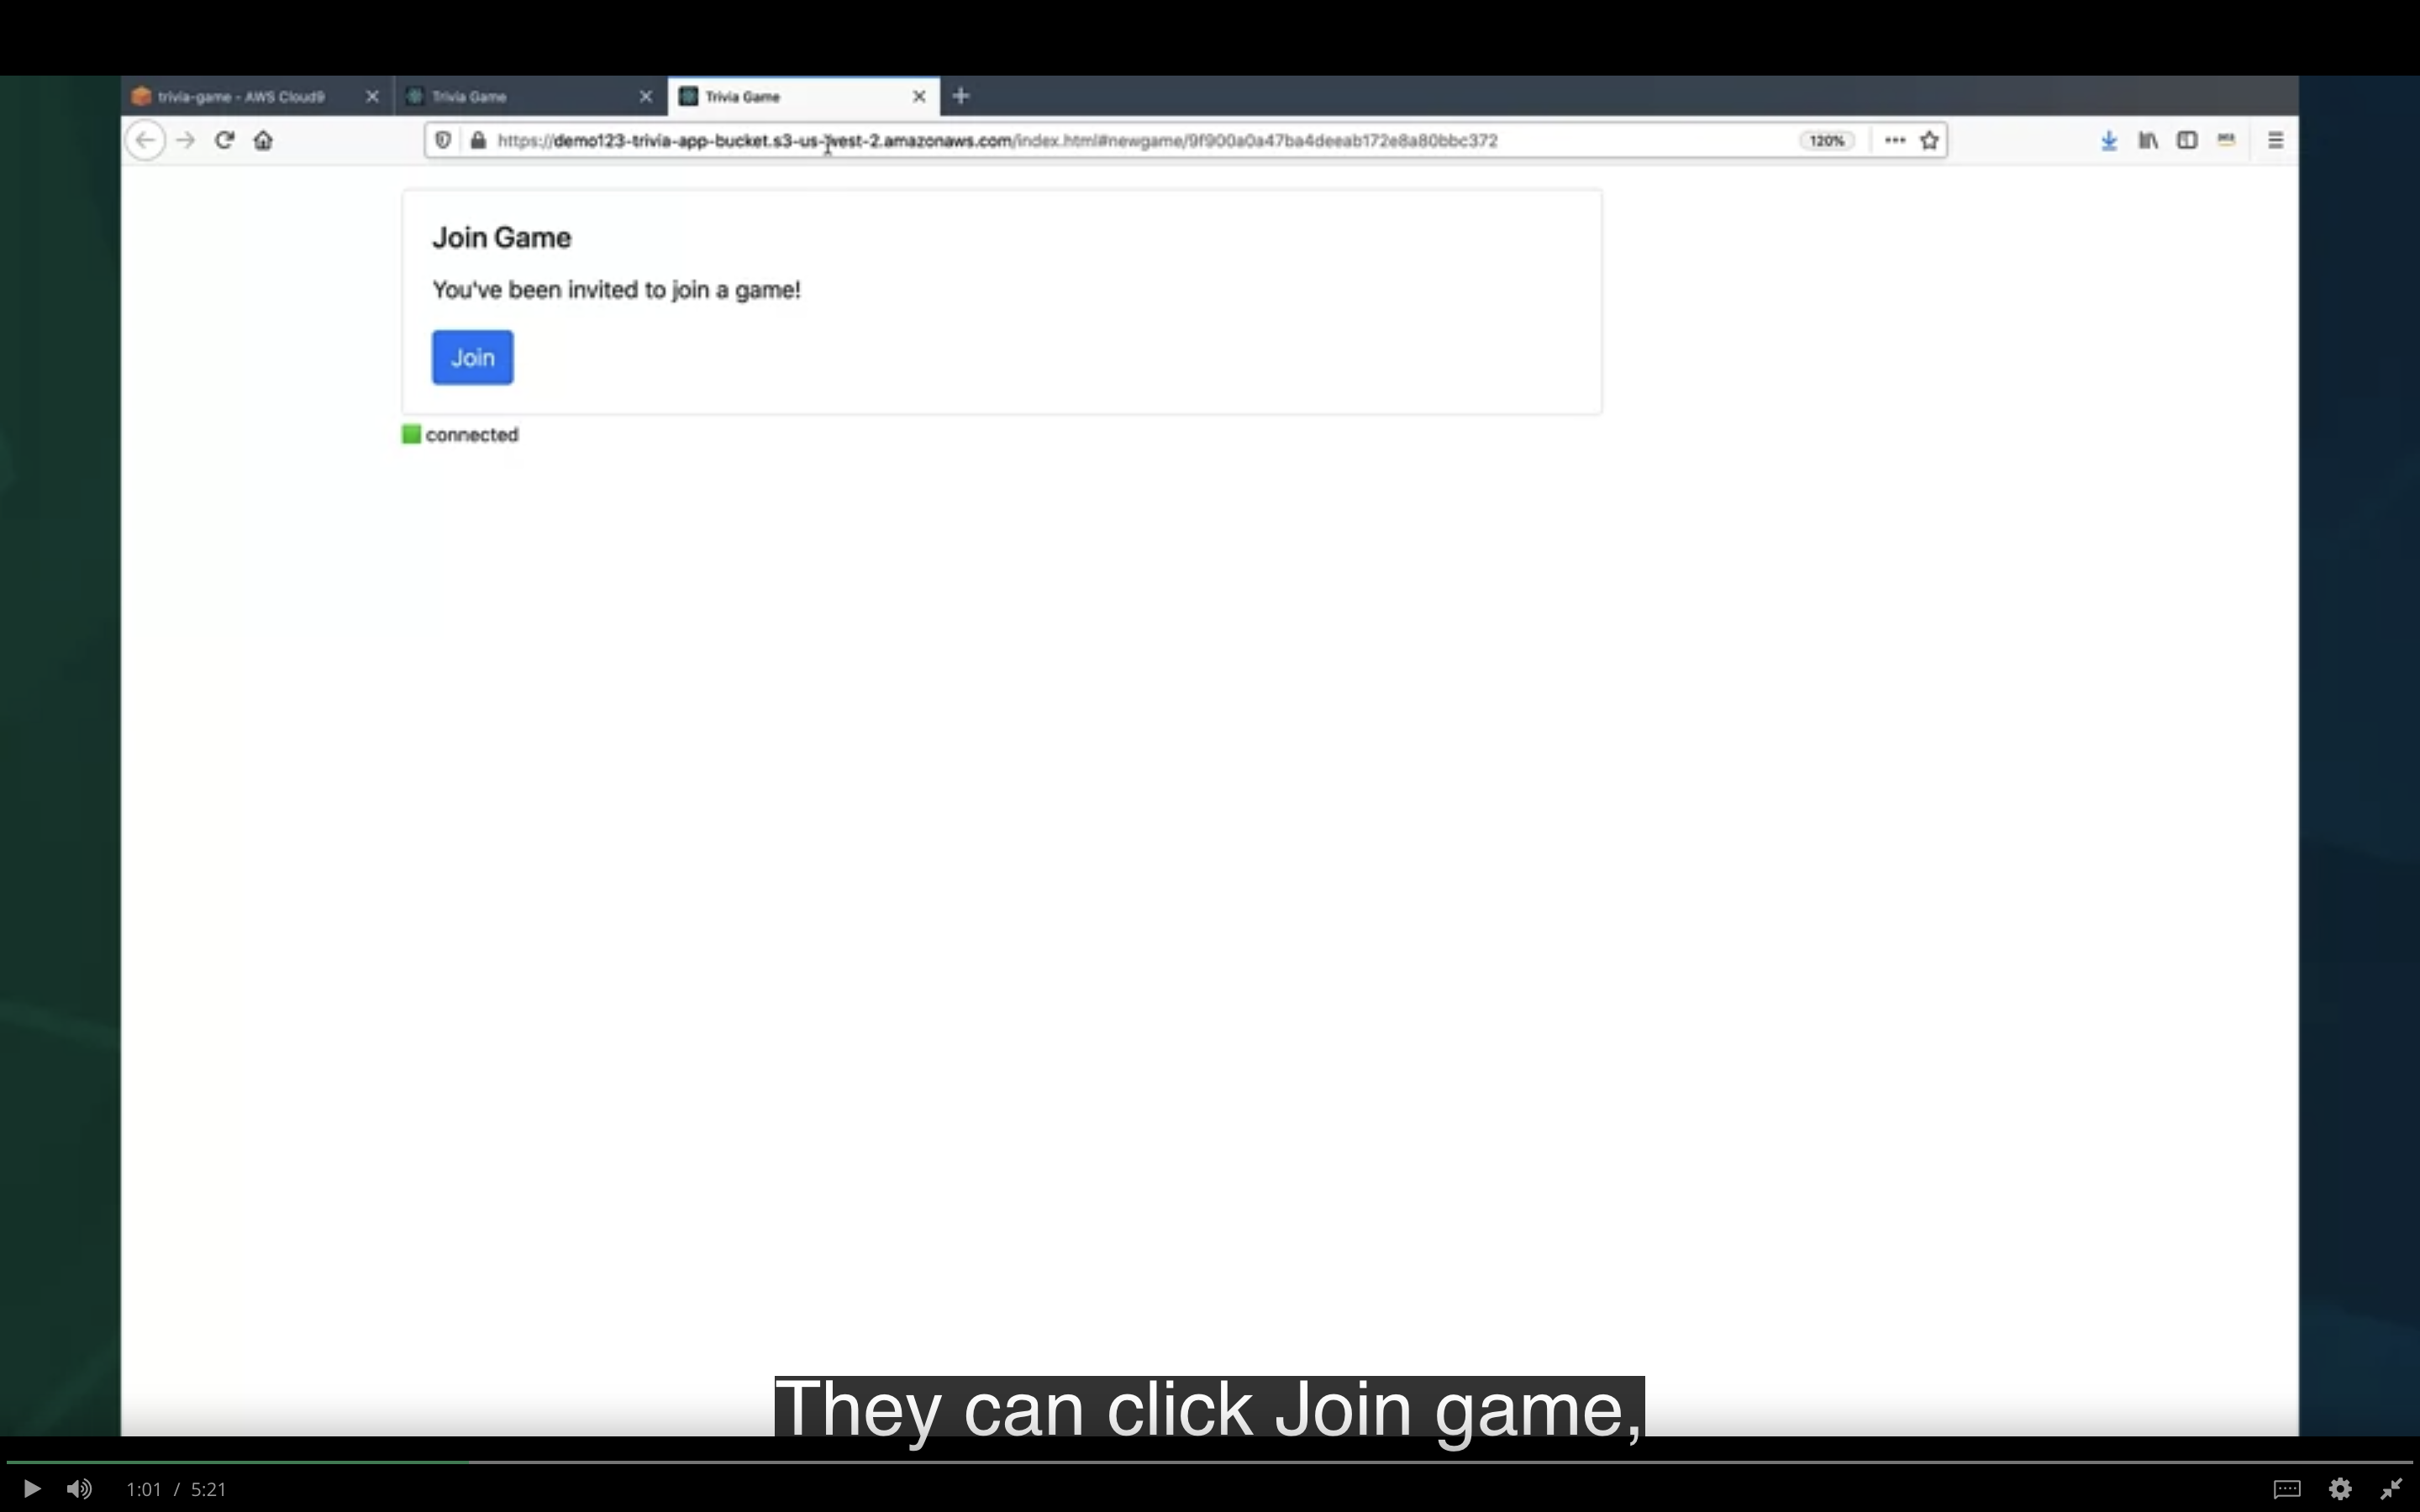 trivia-game - AWS Cloud9
Trivia Game
Trivia Game
https://demo123-trivia-app-bucket.s3-us-west-2.amazonaws.com/index.html#newgame/9f900a0a47ba4deeab172e8a80bbc372
120%
Join Game
You've been invited to join a game!
Join
connected
They can click Join game,
1:01 / 5:21